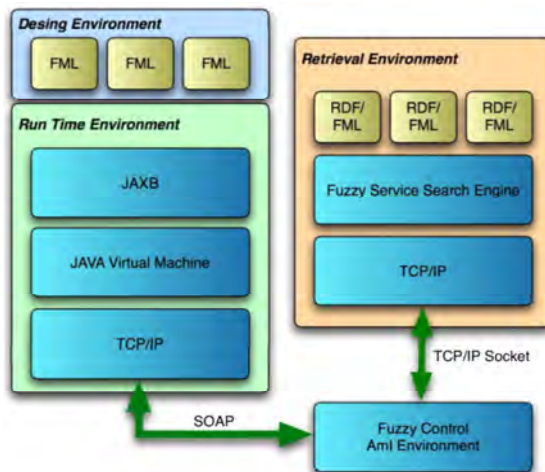 Desing Environment
FML
FML
FML
Run Time Environment
JAXB
JAVA Virtual Machine
TCP/IP
Retrieval Environment
RDF/
FML
RDF/
FML
RDF/
FML
Fuzzy Service Search Engine
TCP/IP
TCP/IP Socket
SOAP
Fuzzy Control
AmI Environment